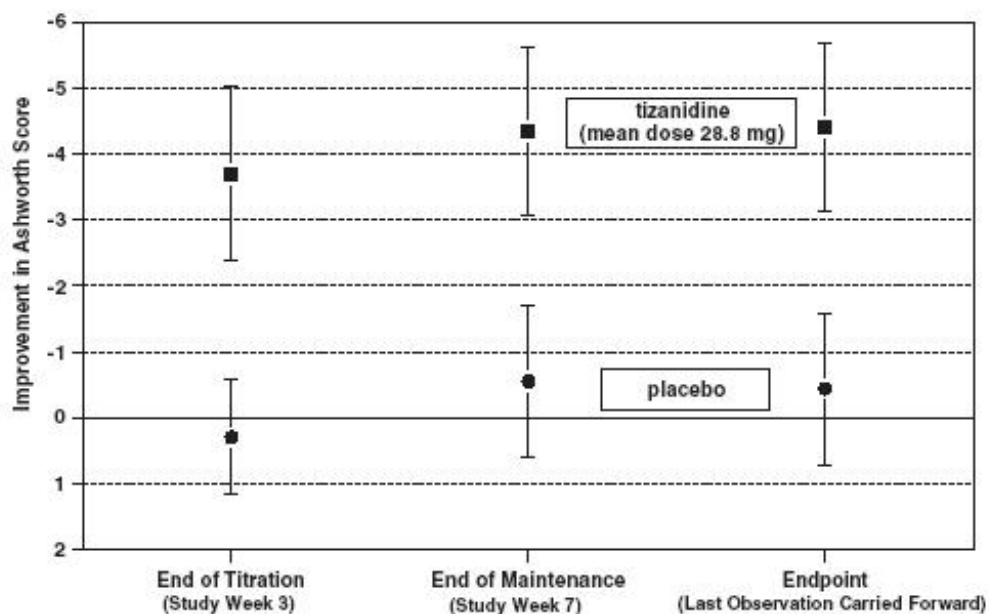 Improvement in Ashworth Score
-6
-5
-4
-3
-2
-1
0
1
2
tizanidine
(mean dose 28.8 mg)
placebo
End of Titration
(Study Week 3)
End of Maintenance
(Study Week 7)
Endpoint
(Last Observation Carried Forward)